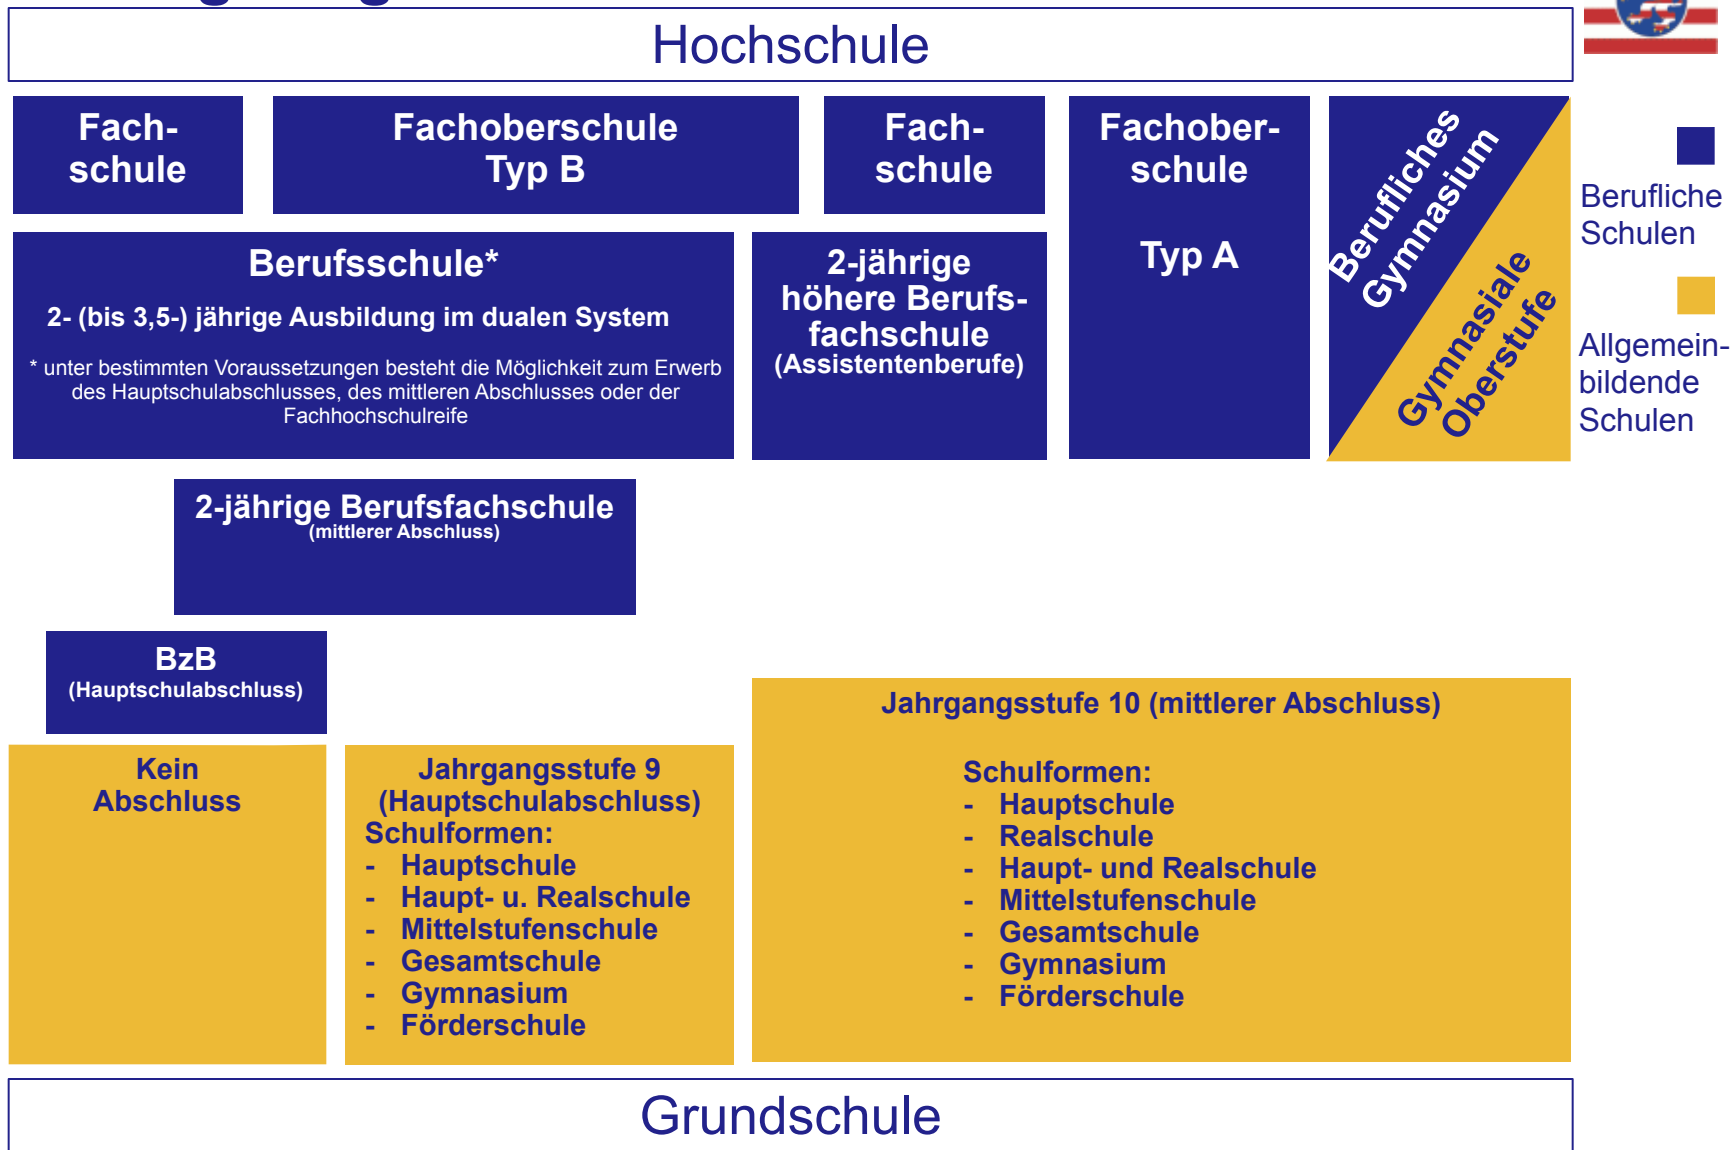 Hochschule
Fach-
schule
Fachoberschule
Typ B
Fach-
schule
Fachober-
schule
Typ A
Berufliches
Gymnasium
Gymnasiale
Oberstufe
Berufliche
Schulen
Allgemein-
bildende
Schulen
Berufsschule*
2- (bis 3,5-) jährige Ausbildung im dualen System
* unter bestimmten Voraussetzungen besteht die Möglichkeit zum Erwerb
des Hauptschulabschlusses, des mittleren Abschlusses oder der
Fachhochschulreife
2-jährige
höhere Berufs-
fachschule
(Assistentenberufe)
2-jährige Berufsfachschule
(mittlerer Abschluss)
BzB
(Hauptschulabschluss)
Kein
Abschluss
Jahrgangsstufe 9
(Hauptschulabschluss)
Schulformen:
- Hauptschule
- Haupt- u. Realschule
- Mittelstufenschule
- Gesamtschule
- Gymnasium
- Förderschule
Jahrgangsstufe 10 (mittlerer Abschluss)
Schulformen:
- Hauptschule
- Realschule
- Haupt- und Realschule
- Mittelstufenschule
- Gesamtschule
- Gymnasium
- Förderschule
Grundschule